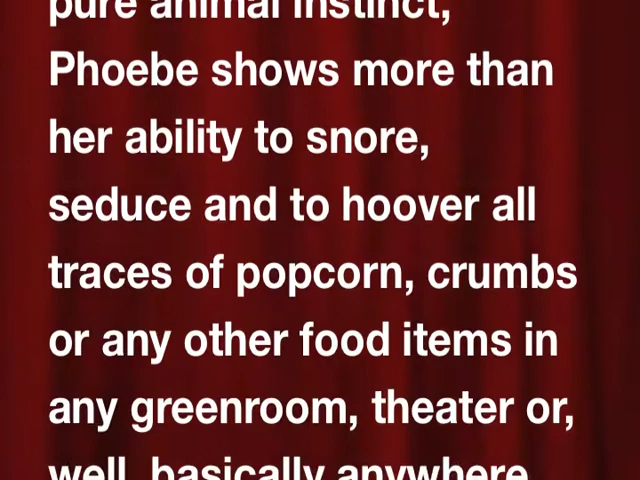 pure animal instinct,
Phoebe shows more than
her ability to snore,
seduce and to hoover all
traces of popcorn, crumbs
or any other food items in
any greenroom, theater or,
well, basically anywhere